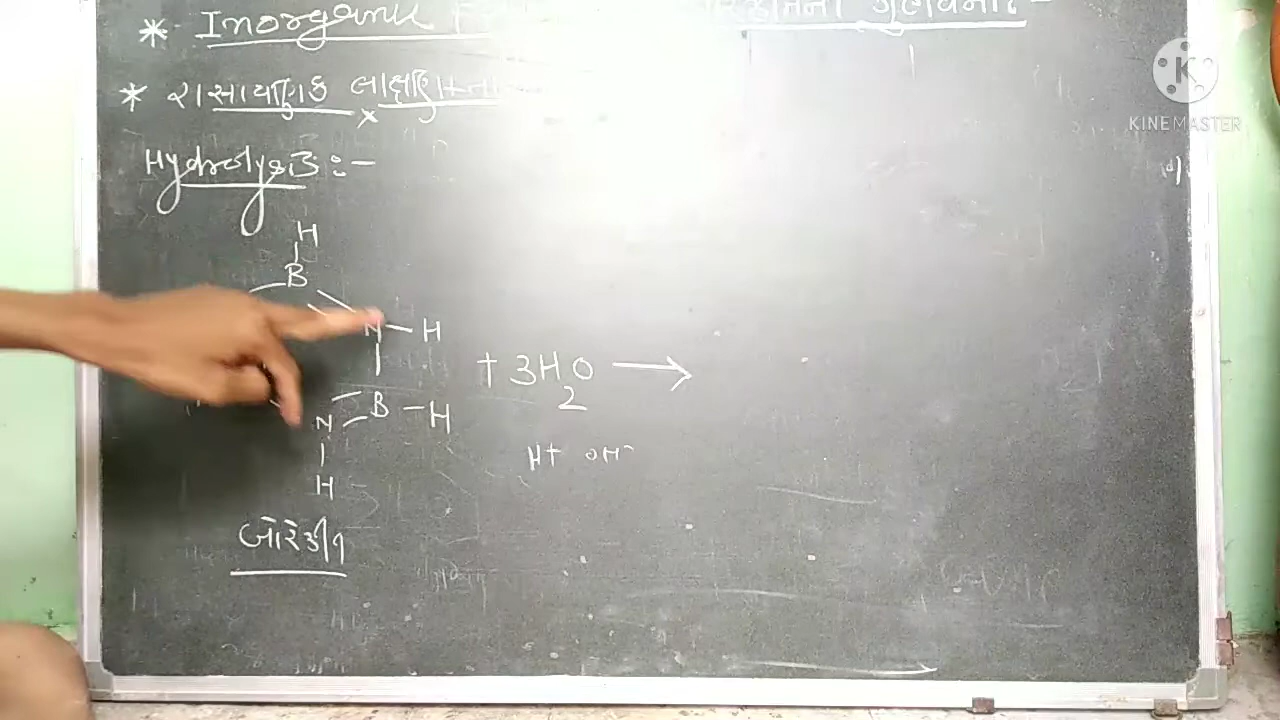 * Inorganic
* રાસાયણિક લાક્ષણિકતા
Hydrolysis :-
H
B
N - H
+ 3H2O →
B - H
N
H+ OH-
H
બોરેઝીન
KINEMASTER